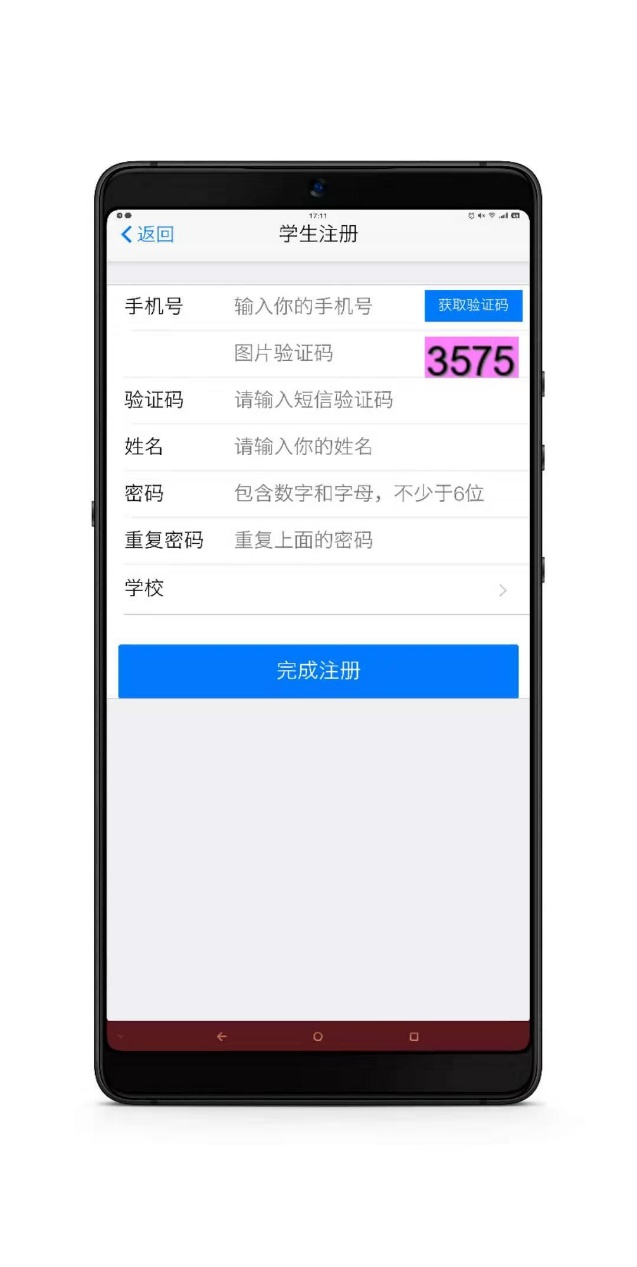 17:11
返回 学生注册
手机号 输入你的手机号 获取验证码
图片验证码 3575
验证码 请输入短信验证码
姓名 请输入你的姓名
密码 包含数字和字母，不少于6位
重复密码 重复上面的密码
学校
完成注册